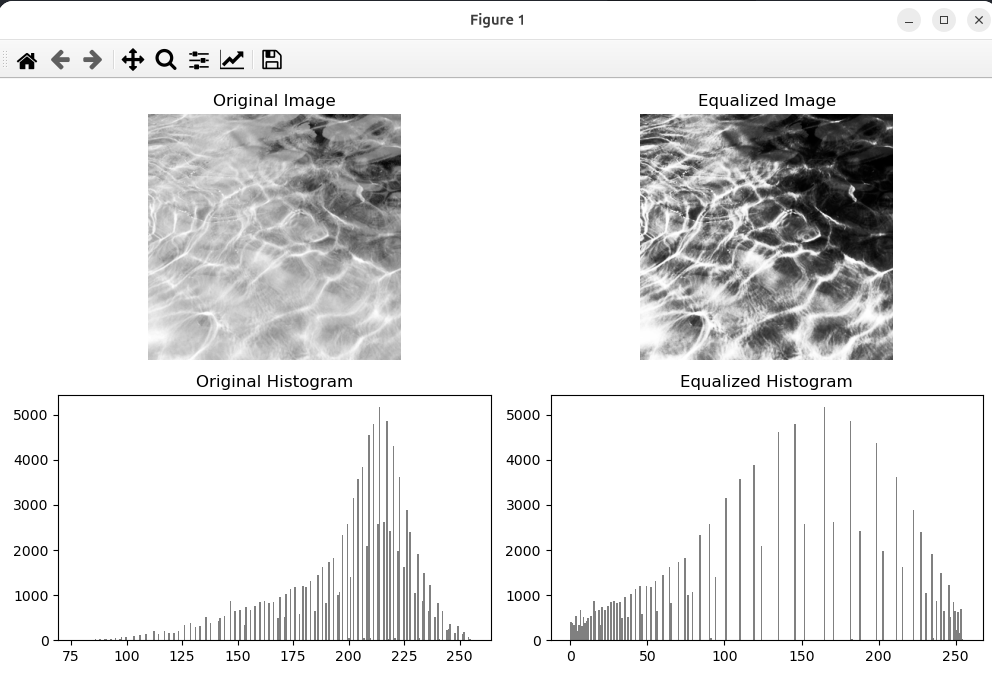 Figure 1
Original Image
Equalized Image
Original Histogram
Equalized Histogram
5000
4000
3000
2000
1000
0
75 100 125 150 175 200 225 250
5000
4000
3000
2000
1000
0
0 50 100 150 200 250